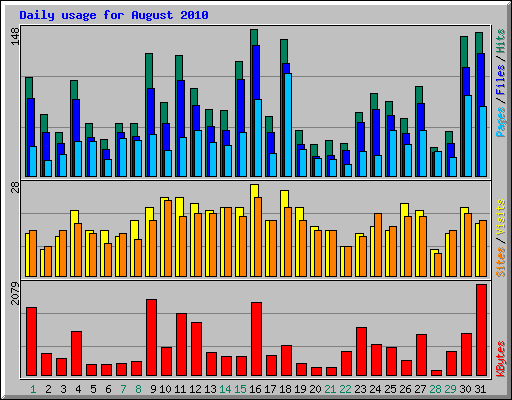 Daily usage for August 2010
148
Pages / Files / Hits
28
Sites / Visits
2079
KBytes
1 2 3 4 5 6 7 8 9 10 11 12 13 14 15 16 17 18 19 20 21 22 23 24 25 26 27 28 29 30 31